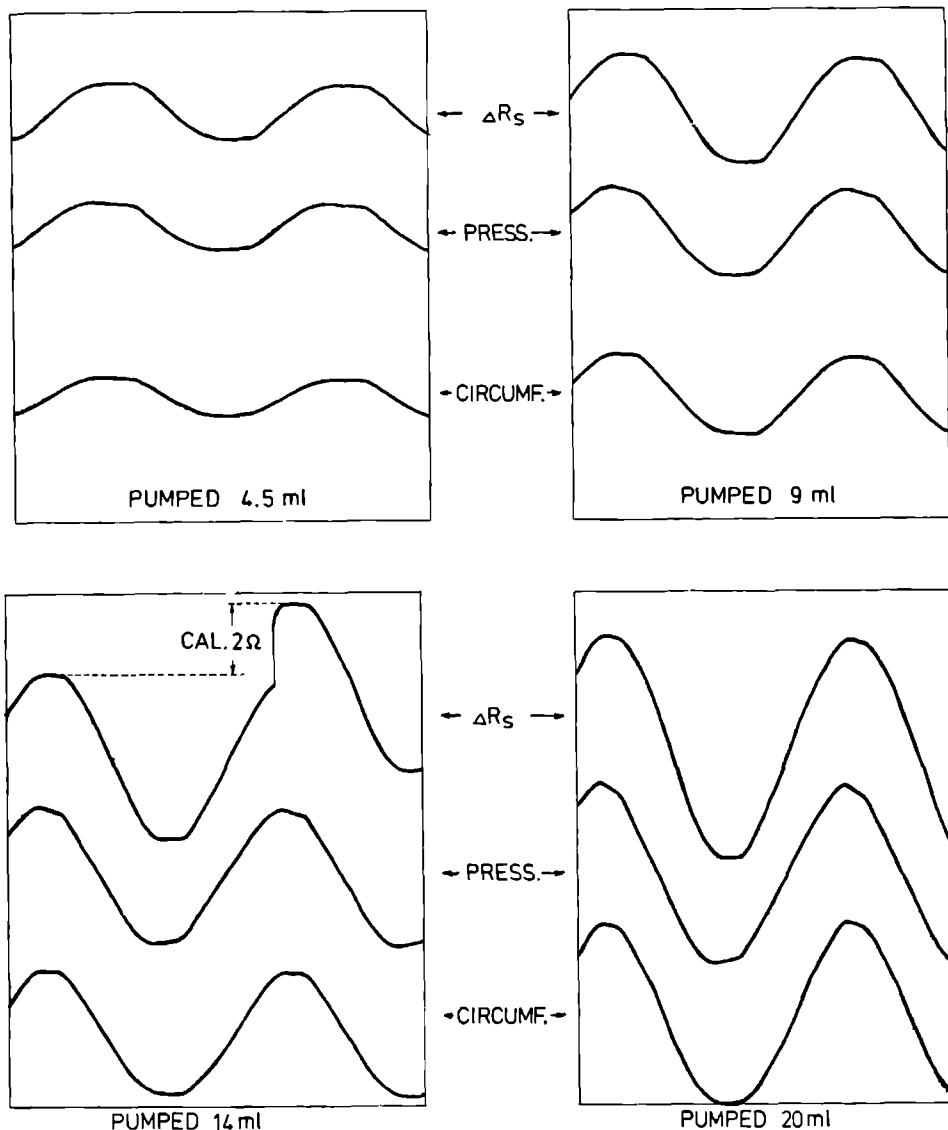 ← ΔRs →
← PRESS. →
← CIRCUMF. →
PUMPED 4.5 ml
PUMPED 9 ml
CAL. 2Ω
← ΔRs →
← PRESS. →
← CIRCUMF. →
PUMPED 14 ml
PUMPED 20 ml